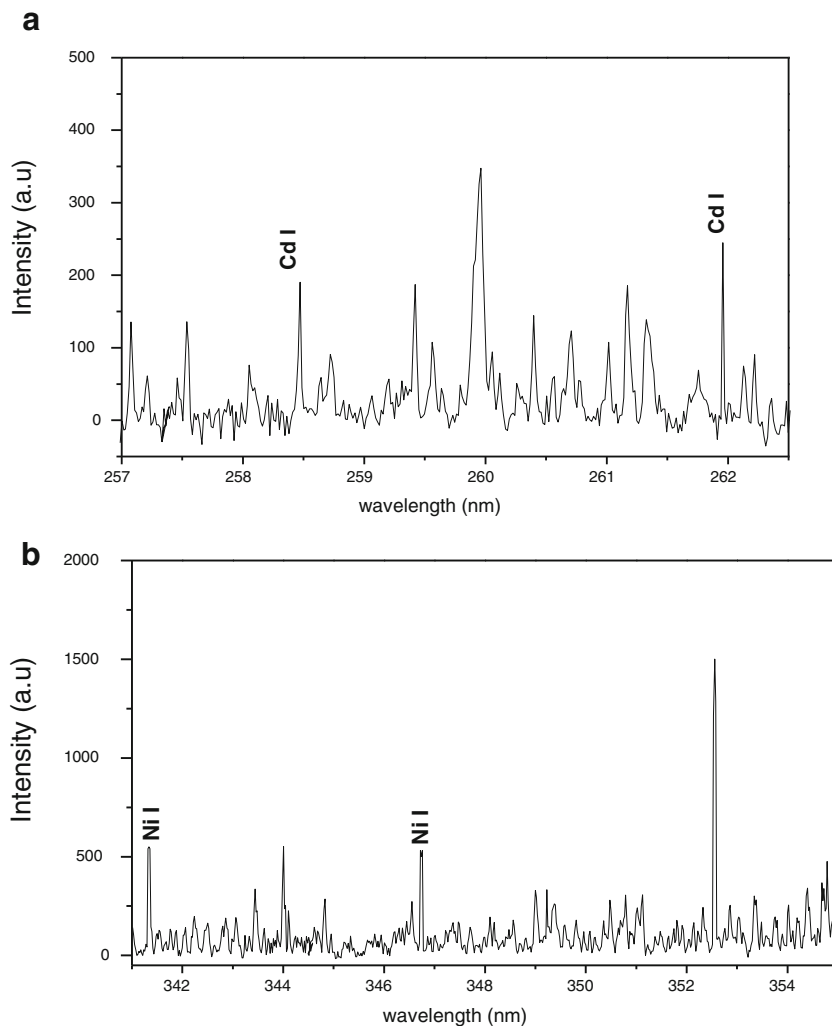 a
500
400
300
200
100
0
Intensity (a.u)
Cd I
Cd I
257
258
259
260
261
262
wavelength (nm)
b
2000
1500
1000
500
0
Intensity (a.u)
Ni I
Ni I
342
344
346
348
350
352
354
wavelength (nm)